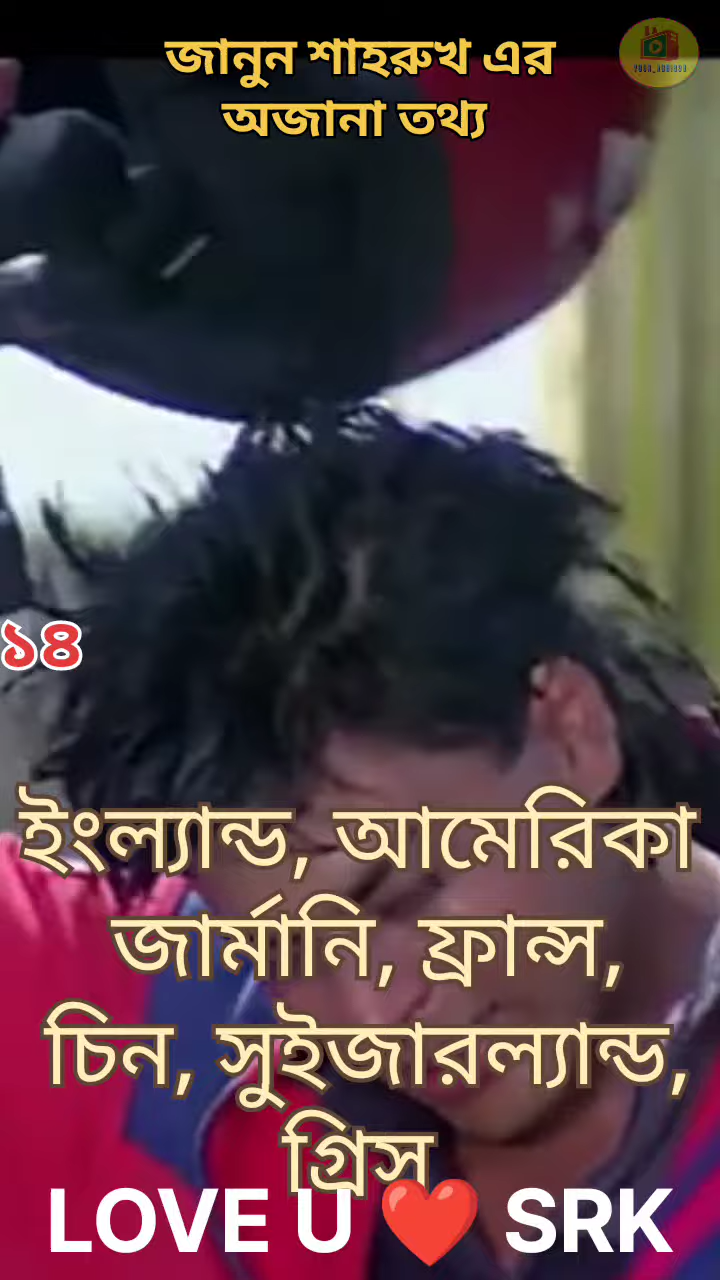 জানুন শাহরুখ এর
অজানা তথ্য
১৪
ইংল্যান্ড, আমেরিকা
জার্মানি, ফ্রান্স,
চিন, সুইজারল্যান্ড,
গ্রিস
LOVE U ❤️ SRK